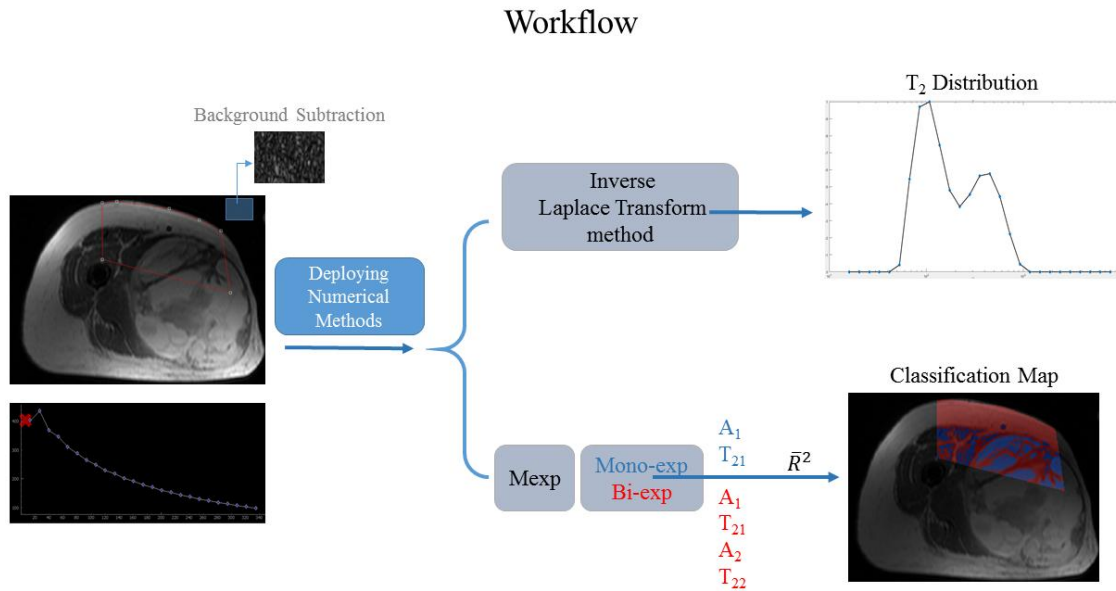 Workflow
Background Subtraction
Deploying
Numerical
Methods
Inverse
Laplace Transform
method
T₂ Distribution
Mexp
Mono-exp
Bi-exp
A₁
T₂₁
A₁
T₂₁
A₂
T₂₂
R̄²
Classification Map